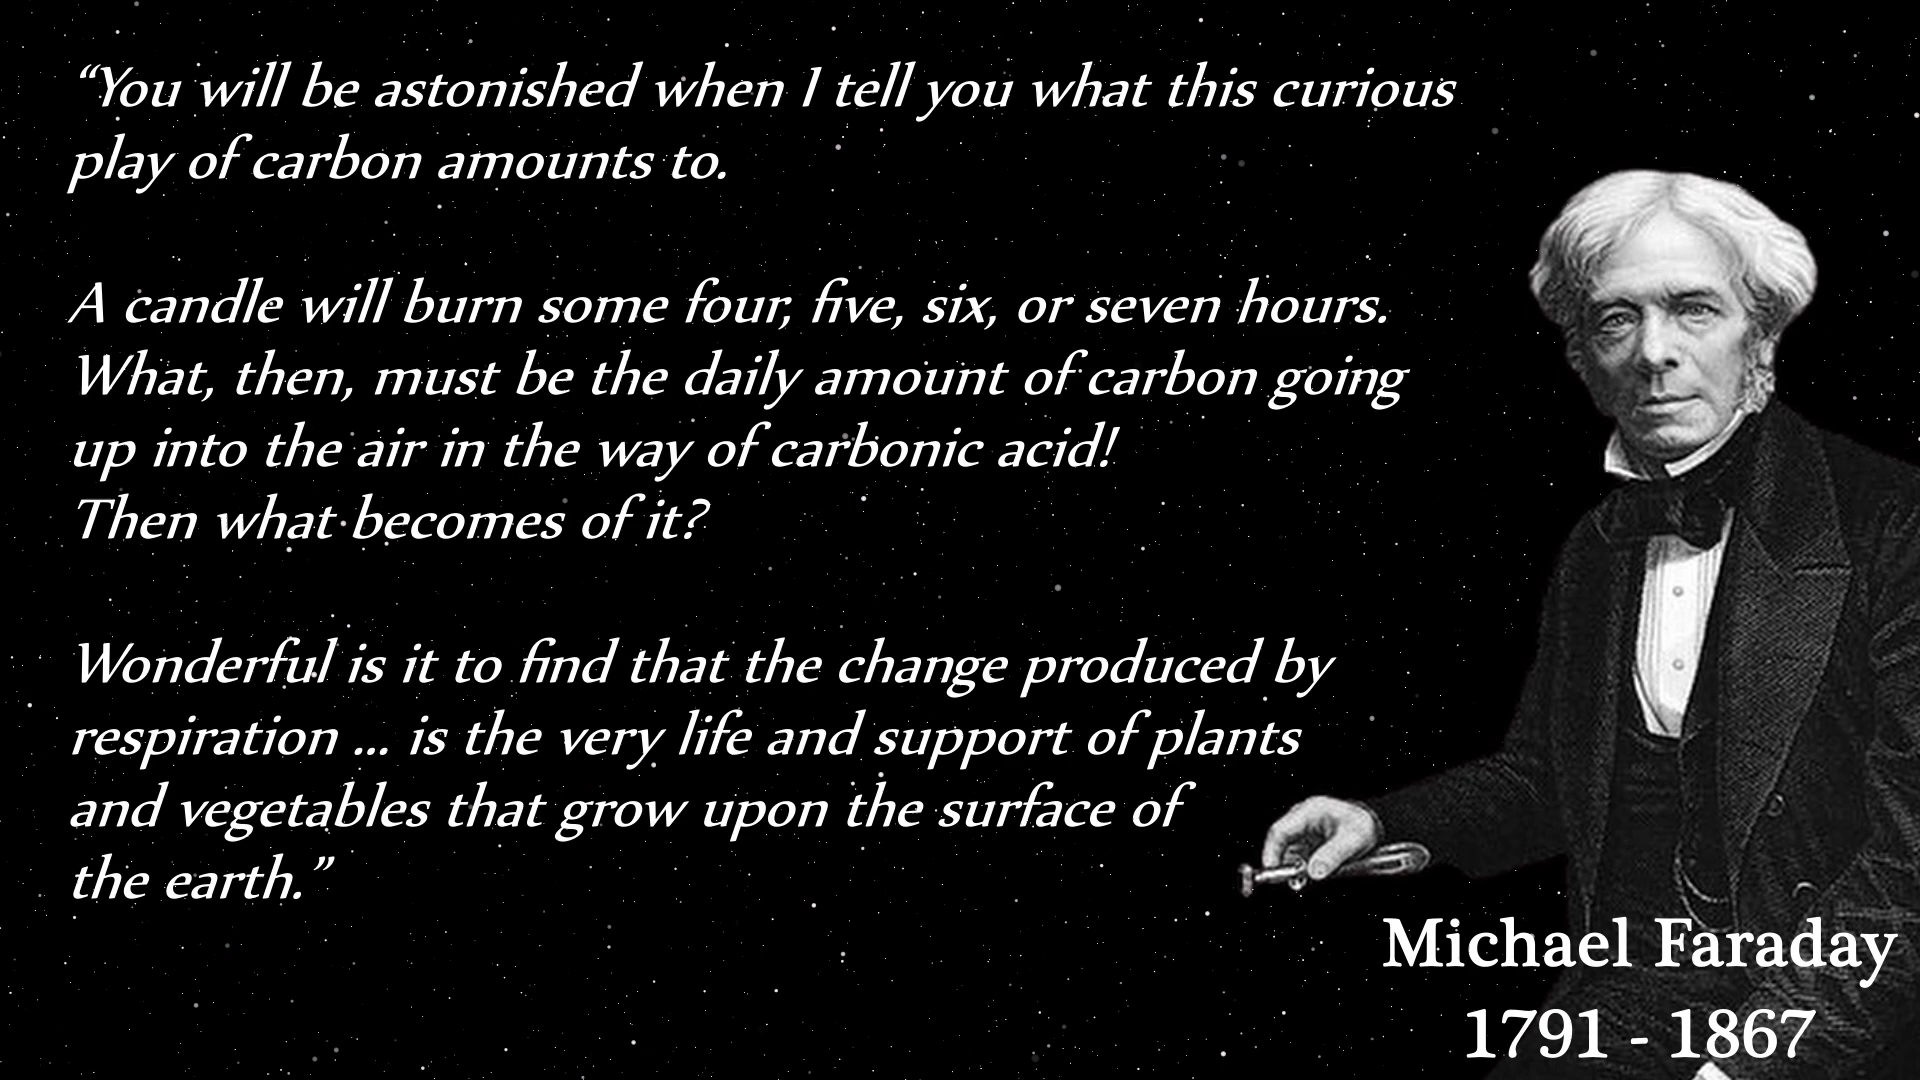 “You will be astonished when I tell you what this curious
play of carbon amounts to.
A candle will burn some four, five, six, or seven hours.
What, then, must be the daily amount of carbon going
up into the air in the way of carbonic acid!
Then what becomes of it?
Wonderful is it to find that the change produced by
respiration ... is the very life and support of plants
and vegetables that grow upon the surface of
the earth.”
Michael Faraday
1791 - 1867